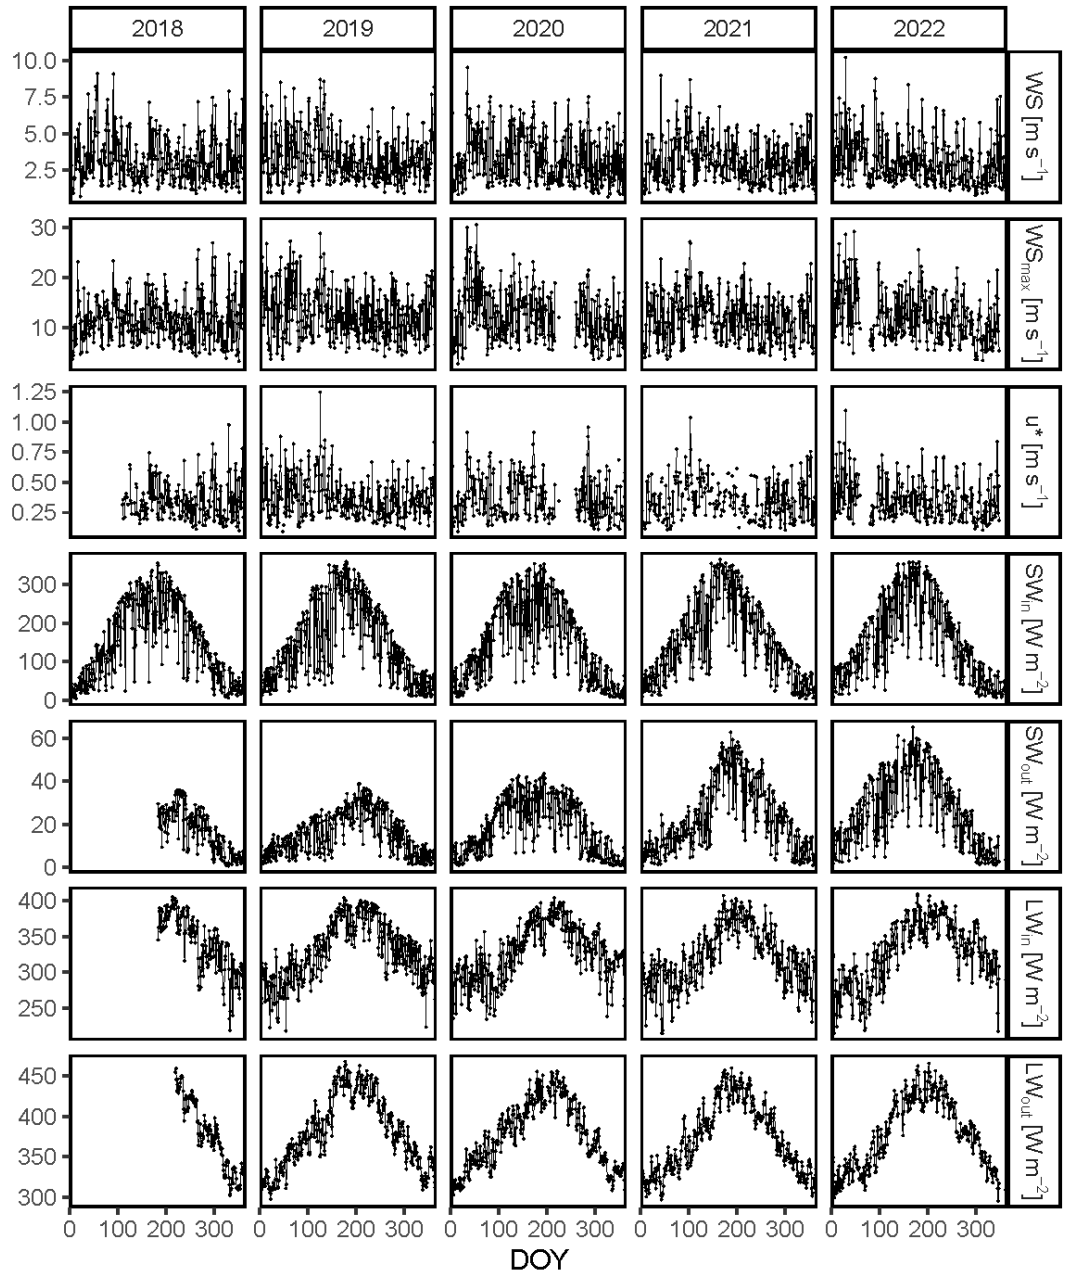 2018 2019 2020 2021 2022
10.0
7.5
5.0
2.5
WS [m s⁻¹]
30
20
10
WSₘₐₓ [m s⁻¹]
1.25
1.00
0.75
0.50
0.25
u* [m s⁻¹]
300
200
100
0
SWᵢₙ [W m⁻²]
60
40
20
0
SWₒᵤₜ [W m⁻²]
400
350
300
250
LWᵢₙ [W m⁻²]
450
400
350
300
LWₒᵤₜ [W m⁻²]
0 100 200 300 0 100 200 300 0 100 200 300 0 100 200 300 0 100 200 300
DOY